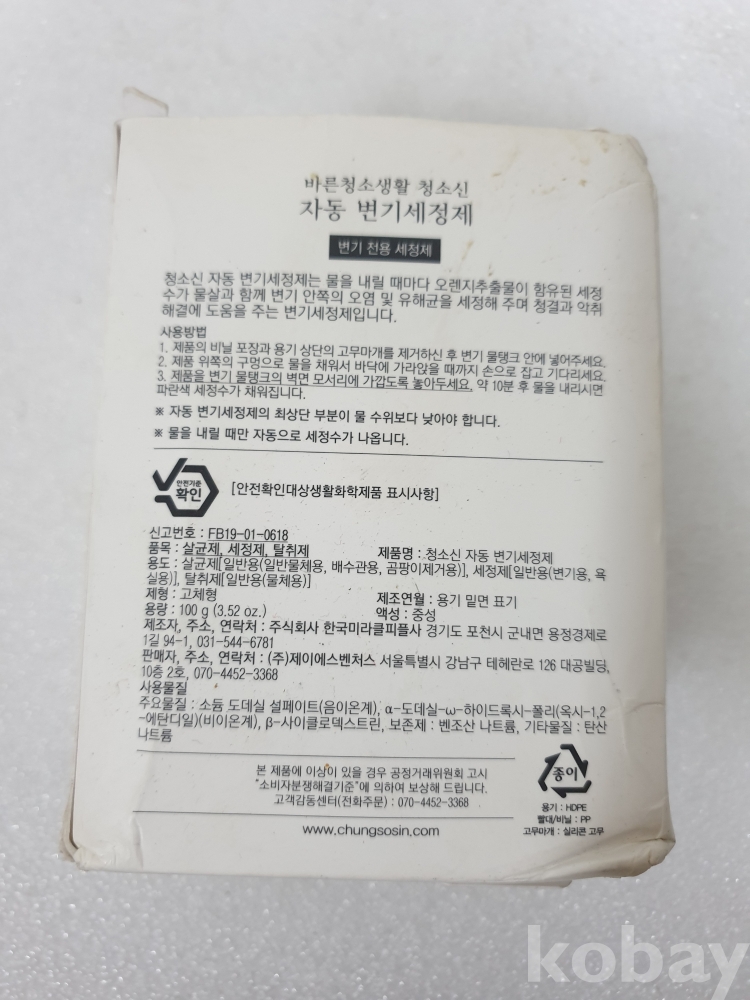 바른청소생활 청소신
자동 변기세정제
변기 전용 세정제
청소신 자동 변기세정제는 물을 내릴 때마다 오렌지추출물이 함유된 세정
수가 물살과 함께 변기 안쪽의 오염 및 유해균을 세정해 주며 청결과 악취
해결에 도움을 주는 변기세정제입니다.
사용방법
1. 제품의 비닐 포장과 용기 상단의 고무마개를 제거하신 후 변기 물탱크 안에 넣어주세요.
2. 제품 위쪽의 구멍으로 물을 채워서 바닥에 가라앉을 때까지 손으로 잡고 기다리세요.
3. 제품을 변기 물탱크의 벽면 모서리에 가깝도록 놓아두세요. 약 10분 후 물을 내리시면
파란색 세정수가 채워집니다.
※ 자동 변기세정제의 최상단 부분이 물 수위보다 낮아야 합니다.
※ 물을 내릴 때만 자동으로 세정수가 나옵니다.
안전기준
확인
[안전확인대상생활화학제품 표시사항]
신고번호 : FB19-01-0618
품목 : 살균제, 세정제, 탈취제 제품명 : 청소신 자동 변기세정제
용도 : 살균제[일반용(일반물체용, 배수관용, 곰팡이제거용)], 세정제[일반용(변기용, 욕
실용)], 탈취제[일반용(물체용)]
제형 : 고체형 제조연월 : 용기 밑면 표기
용량 : 100 g (3.52 oz.) 액성 : 중성
제조자, 주소, 연락처 : 주식회사 한국미라클피플사 경기도 포천시 군내면 용정경제로
1길 94-1, 031-544-6781
판매자, 주소, 연락처 : (주)제이에스벤처스 서울특별시 강남구 테헤란로 126 대공빌딩,
10층 2호, 070-4452-3368
사용물질
주요물질 : 소듐 도데실 설페이트(음이온계), α-도데실-ω-하이드록시-폴리(옥시-1,2
-에탄디일)(비이온계), β-사이클로덱스트린, 보존제 : 벤조산 나트륨, 기타물질 : 탄산
나트륨
본 제품에 이상이 있을 경우 공정거래위원회 고시
"소비자분쟁해결기준"에 의하여 보상해 드립니다.
고객감동센터(전화주문) : 070-4452-3368
www.chungsosin.com
종이
용기 : HDPE
빨대/비닐 : PP
고무마개 : 실리콘 고무
kobay